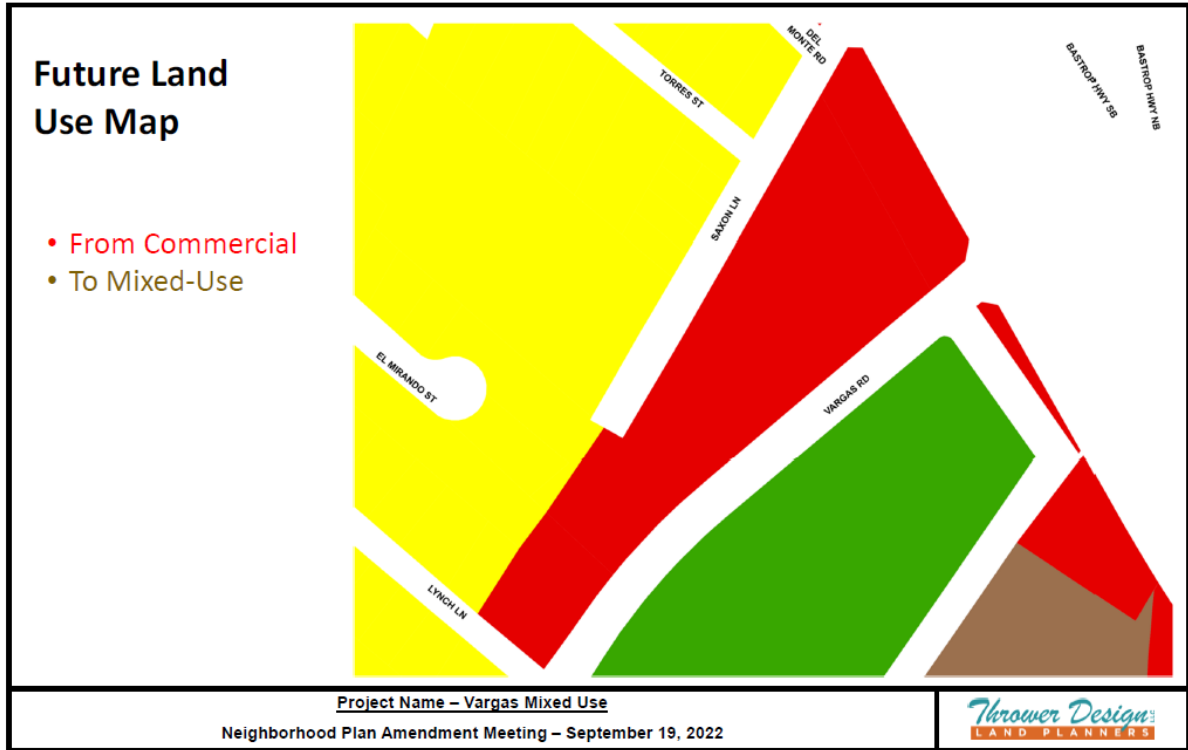 Future Land
Use Map
• From Commercial
• To Mixed-Use
DEL
MONTE RD
TORRES ST
BASTROP HWY SB
BASTROP HWY NB
SAXON LN
EL MIRANDO ST
VARGAS RD
LYNCH LN
Project Name – Vargas Mixed Use
Neighborhood Plan Amendment Meeting – September 19, 2022
Thrower Design LLC
LAND PLANNERS